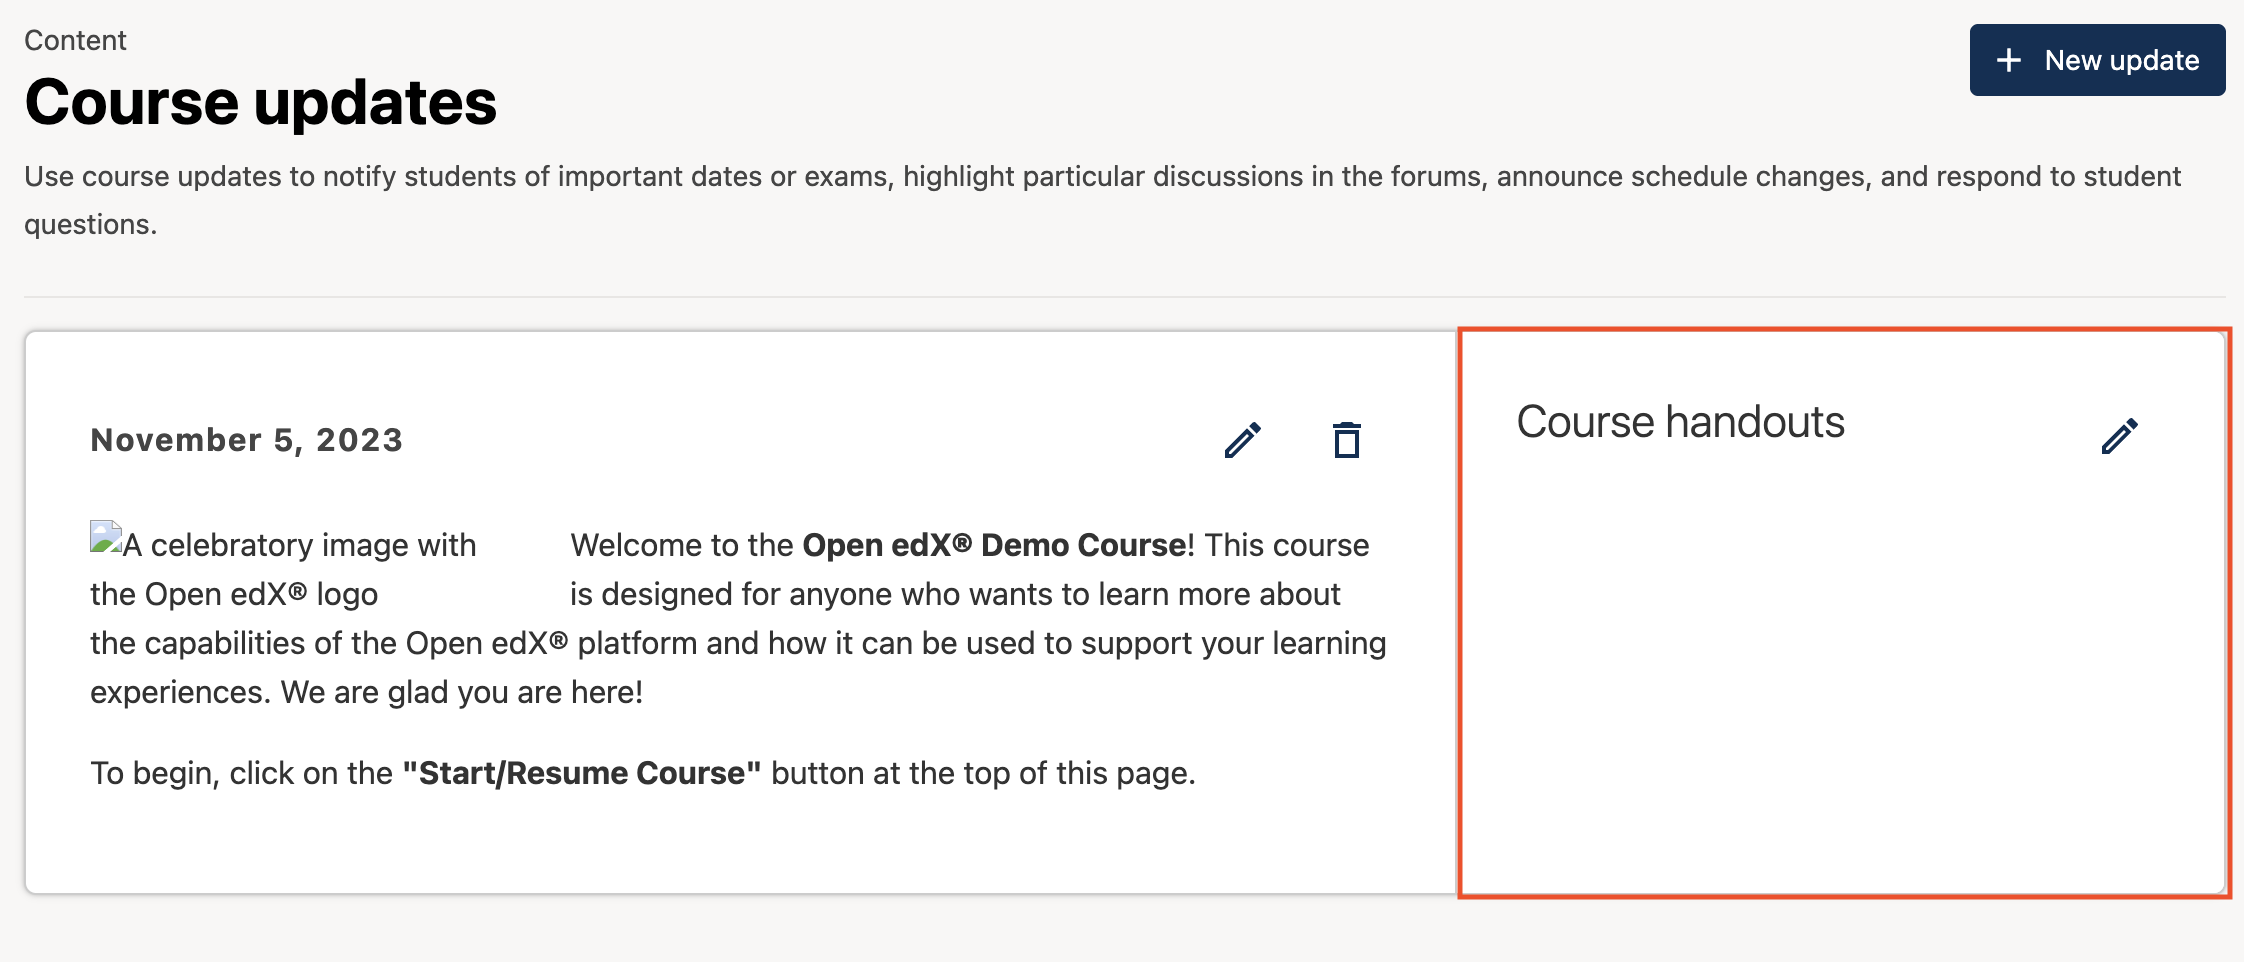 Content
Course updates
New update
Use course updates to notify students of important dates or exams, highlight particular discussions in the forums, announce schedule changes, and respond to student
questions.
November 5, 2023
A celebratory image with
the Open edX® logo
Welcome to the Open edX® Demo Course! This course
is designed for anyone who wants to learn more about
the capabilities of the Open edX® platform and how it can be used to support your learning
experiences. We are glad you are here!
To begin, click on the "Start/Resume Course" button at the top of this page.
Course handouts